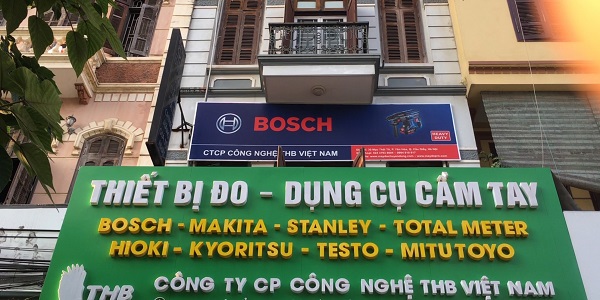 BOSCH
CTCP CÔNG NGHỆ THB VIỆT NAM
HEAVY DUTY
THIẾT BỊ ĐO - DỤNG CỤ CẦM TAY
BOSCH - MAKITA - STANLEY - TOTAL METER
HIOKI - KYORITSU - TESTO - MITUTOYO
THB
CÔNG TY CP CÔNG NGHỆ THB VIỆT NAM